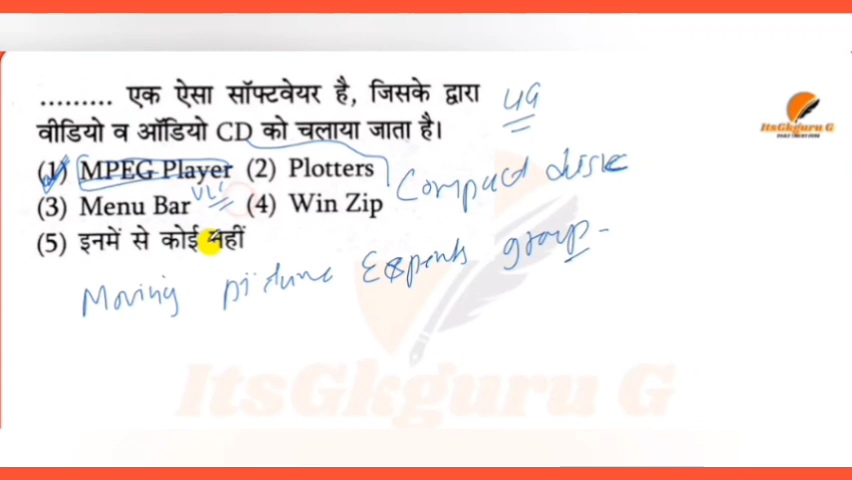 ......... एक ऐसा सॉफ्टवेयर है, जिसके द्वारा
वीडियो व ऑडियो CD को चलाया जाता है।
(1) MPEG Player (2) Plotters
(3) Menu Bar VLC (4) Win Zip
(5) इनमें से कोई नहीं
Compact disk
Moving picture Experts group
ItsGkguru G
ItsGkguru G